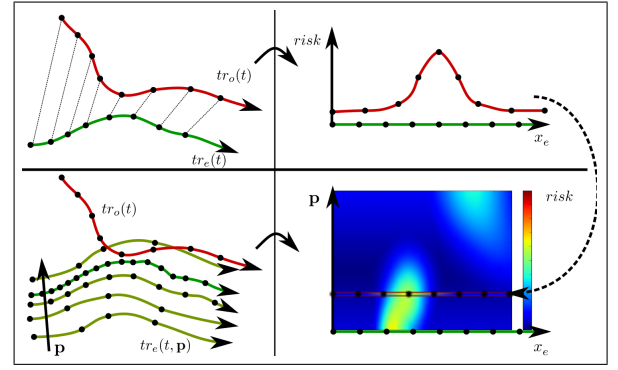 risk
tr_o(t)
tr_e(t)
x_e
tr_o(t)
p
risk
p
tr_e(t, p)
x_e